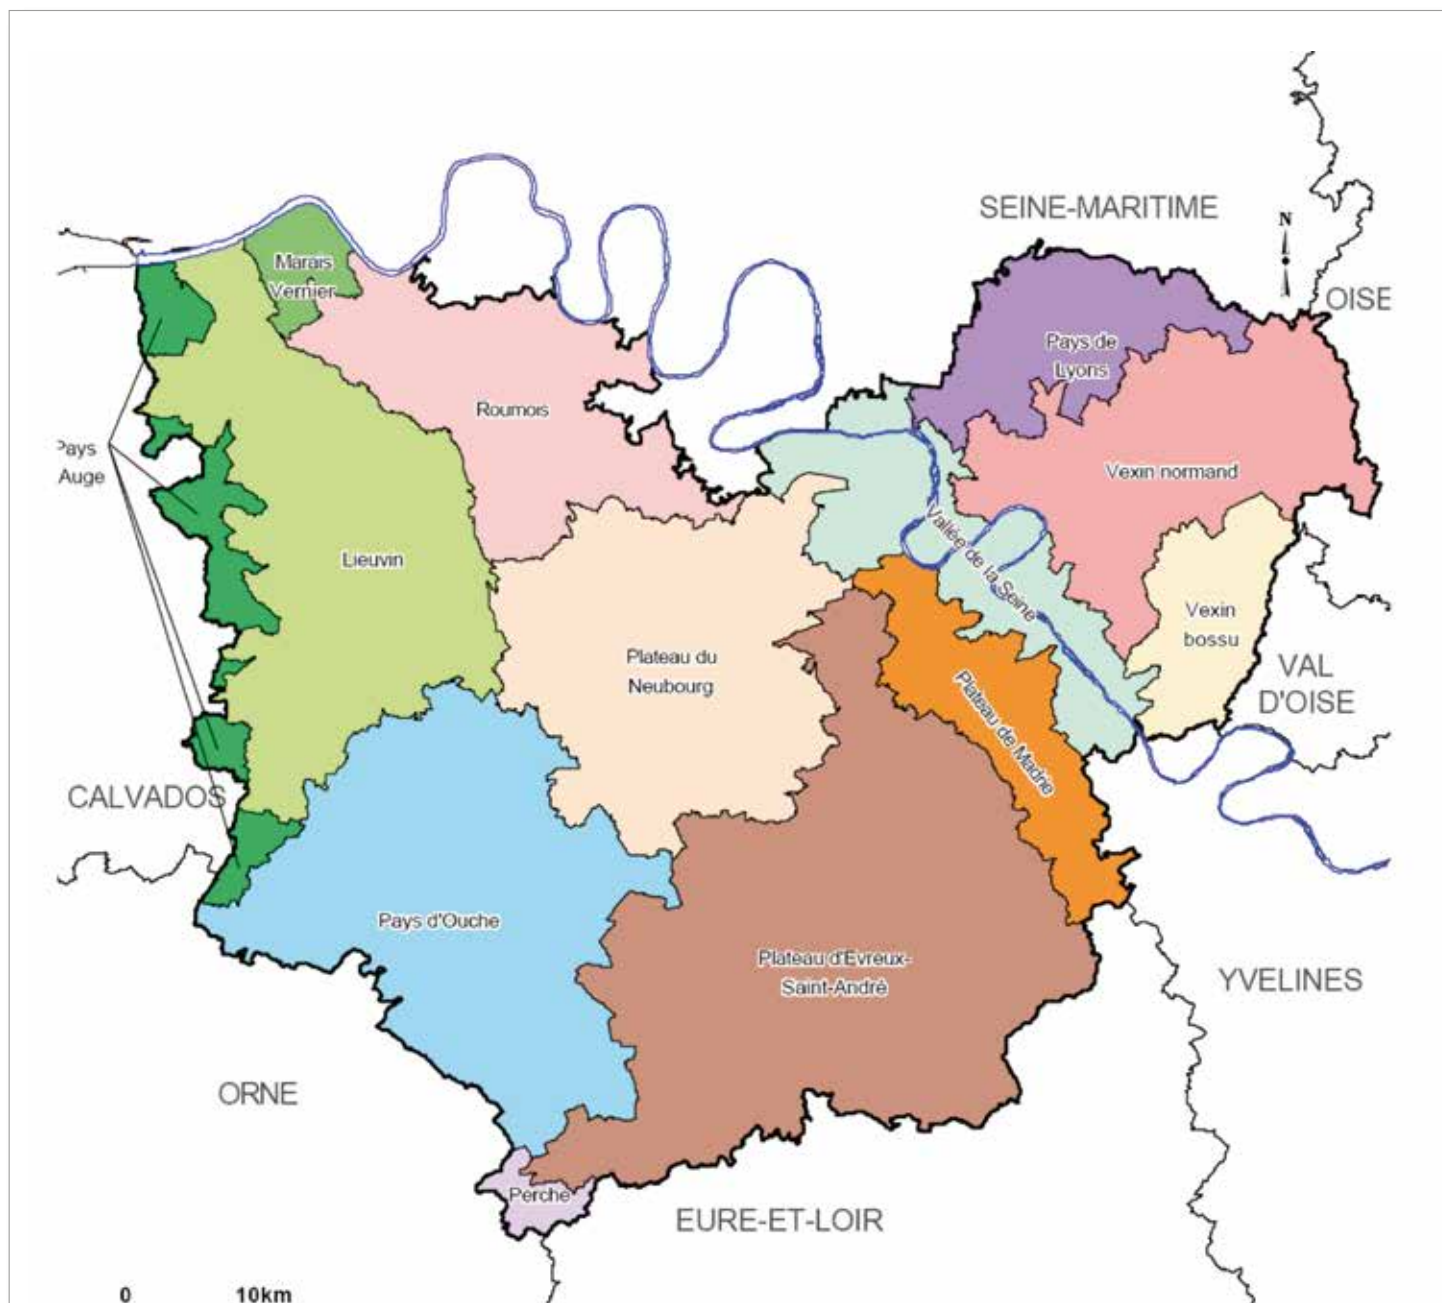 SEINE-MARITIME
N
OISE
Marais
Vernier
Pays de
Lyons
Roumois
Pays
Auge
Vexin normand
Lieuvin
Vallée de la Seine
Vexin
bossu
Plateau du
Neubourg
VAL
D'OISE
Plateau de Madrie
CALVADOS
Pays d'Ouche
Plateau d'Evreux-
Saint-André
YVELINES
ORNE
Perche
EURE-ET-LOIR
0 10km